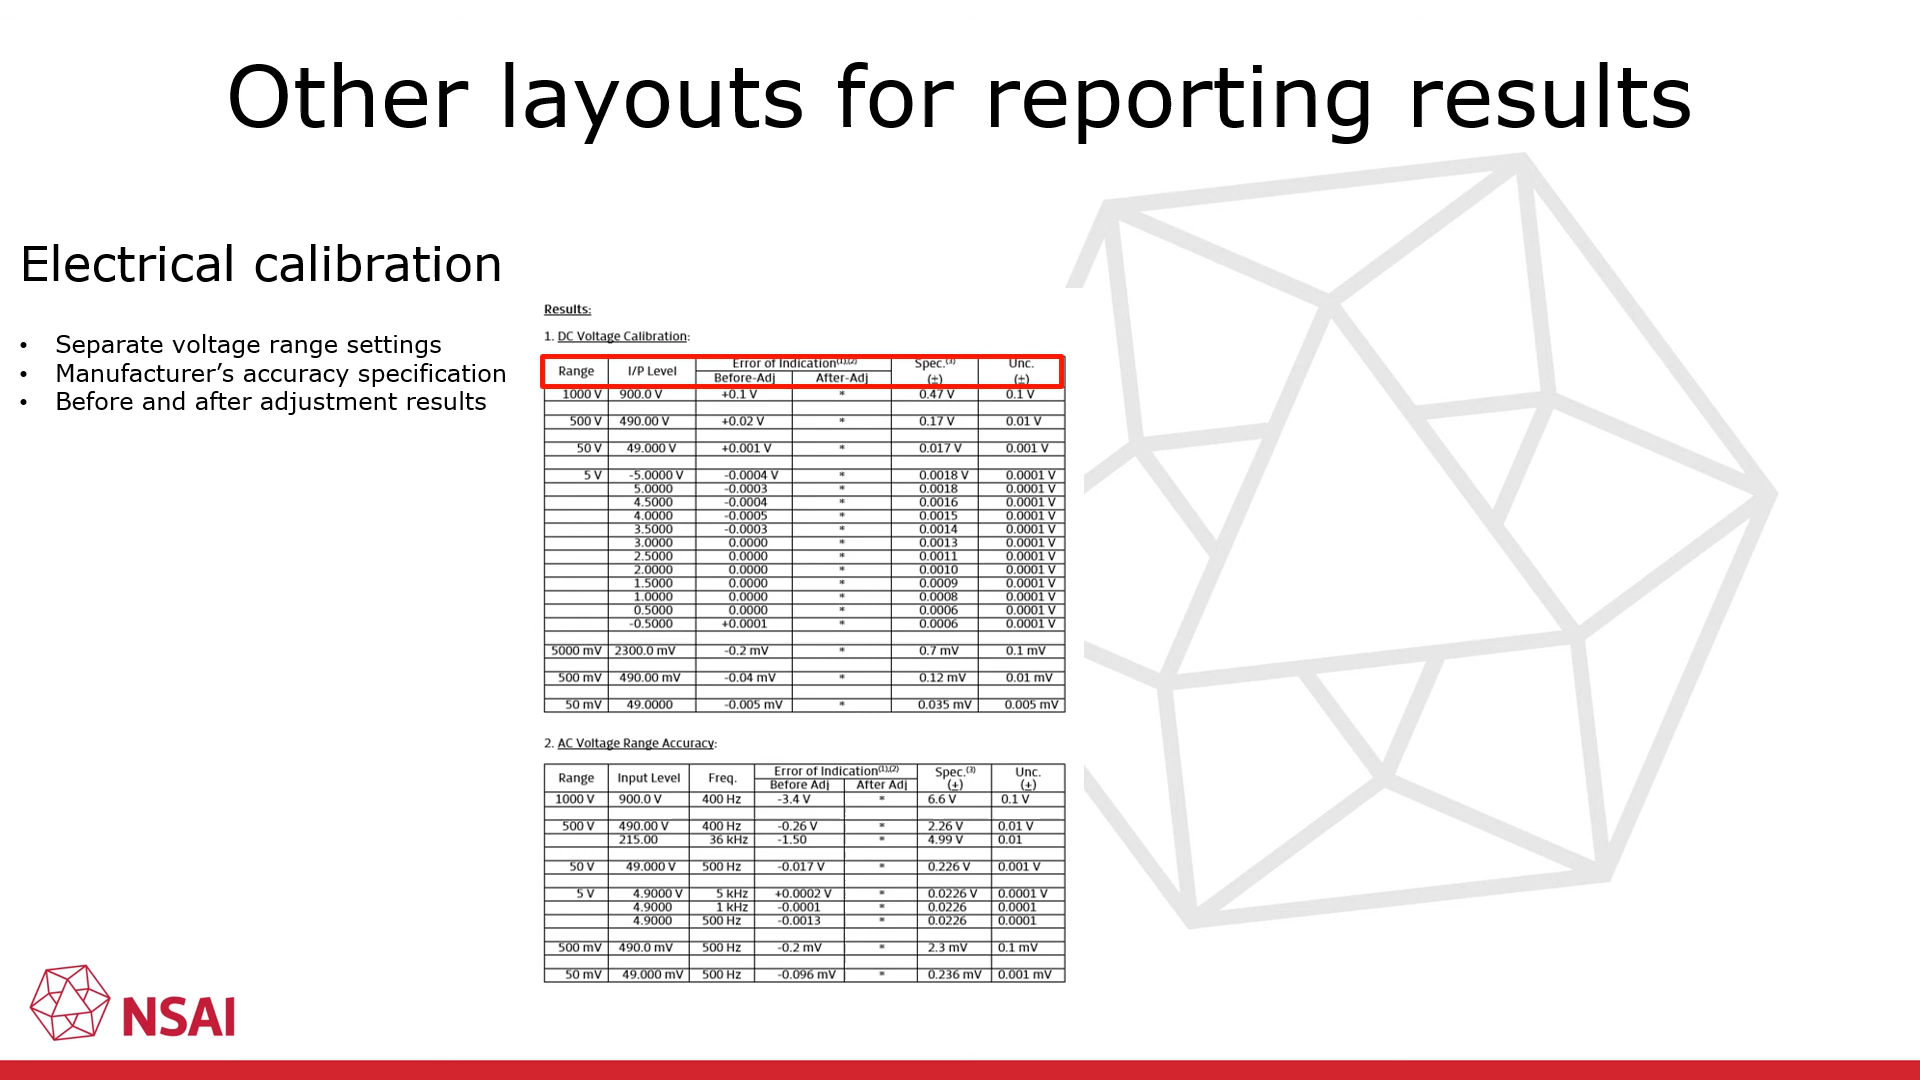 Other layouts for reporting results
Electrical calibration
• Separate voltage range settings
• Manufacturer's accuracy specification
• Before and after adjustment results
Results:
1. DC Voltage Calibration:
Range I/P Level Error of Indication(1),(2) Spec.(3) Unc.
Before-Adj After-Adj (±) (±)
1000 V 900.0 V +0.1 V * 0.47 V 0.1 V
500 V 490.00 V +0.02 V * 0.17 V 0.01 V
50 V 49.000 V +0.001 V * 0.017 V 0.001 V
5 V -5.0000 V -0.0004 V * 0.0018 V 0.0001 V
5.0000 -0.0003 * 0.0018 0.0001 V
4.5000 -0.0004 * 0.0016 0.0001 V
4.0000 -0.0005 * 0.0015 0.0001 V
3.5000 -0.0003 * 0.0014 0.0001 V
3.0000 0.0000 * 0.0013 0.0001 V
2.5000 0.0000 * 0.0011 0.0001 V
2.0000 0.0000 * 0.0010 0.0001 V
1.5000 0.0000 * 0.0009 0.0001 V
1.0000 0.0000 * 0.0008 0.0001 V
0.5000 0.0000 * 0.0006 0.0001 V
-0.5000 +0.0001 * 0.0006 0.0001 V
5000 mV 2300.0 mV -0.2 mV * 0.7 mV 0.1 mV
500 mV 490.00 mV -0.04 mV * 0.12 mV 0.01 mV
50 mV 49.0000 -0.005 mV * 0.035 mV 0.005 mV
2. AC Voltage Range Accuracy:
Range Input Level Freq. Error of Indication(1),(2) Spec.(3) Unc.
Before Adj After Adj (±) (±)
1000 V 900.0 V 400 Hz -3.4 V * 6.6 V 0.1 V
500 V 490.00 V 400 Hz -0.26 V * 2.26 V 0.01 V
215.00 36 kHz -1.50 * 4.99 V 0.01
50 V 49.000 V 500 Hz -0.017 V * 0.226 V 0.001 V
5 V 4.9000 V 5 kHz +0.0002 V * 0.0226 V 0.0001 V
4.9000 1 kHz -0.0001 * 0.0226 0.0001
4.9000 500 Hz -0.0013 * 0.0226 0.0001
500 mV 490.0 mV 500 Hz -0.2 mV * 2.3 mV 0.1 mV
50 mV 49.000 mV 500 Hz -0.096 mV * 0.236 mV 0.001 mV
NSAI